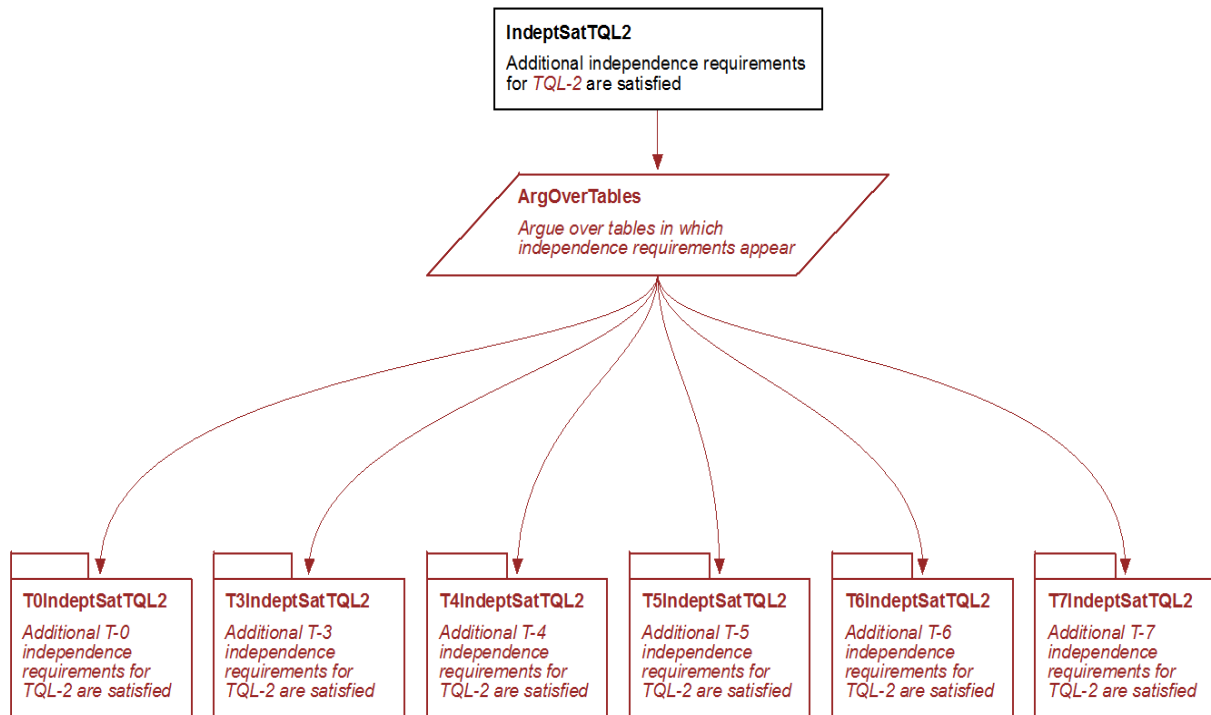 IndeptSatTQL2
Additional independence requirements
for TQL-2 are satisfied
ArgOverTables
Argue over tables in which
independence requirements appear
T0IndeptSatTQL2
Additional T-0
independence
requirements for
TQL-2 are satisfied
T3IndeptSatTQL2
Additional T-3
independence
requirements for
TQL-2 are satisfied
T4IndeptSatTQL2
Additional T-4
independence
requirements for
TQL-2 are satisfied
T5IndeptSatTQL2
Additional T-5
independence
requirements for
TQL-2 are satisfied
T6IndeptSatTQL2
Additional T-6
independence
requirements for
TQL-2 are satisfied
T7IndeptSatTQL2
Additional T-7
independence
requirements for
TQL-2 are satisfied